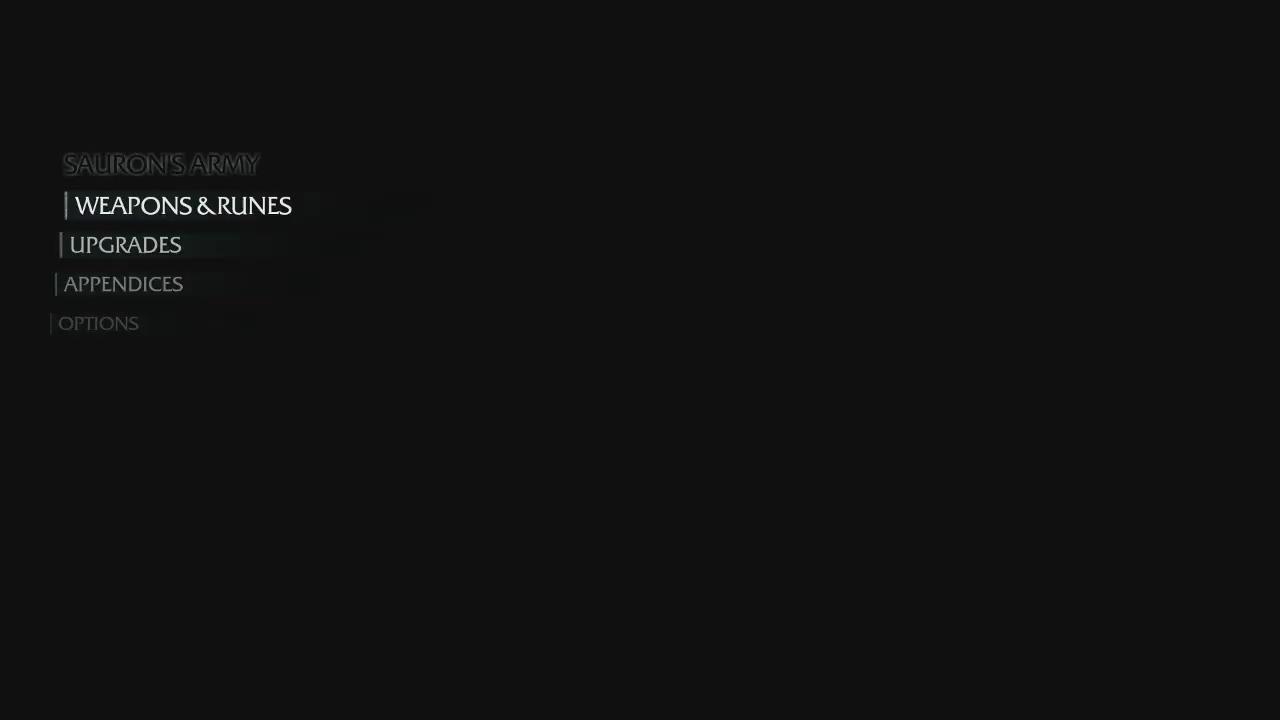 SAURON'S ARMY
WEAPONS & RUNES
UPGRADES
APPENDICES
OPTIONS